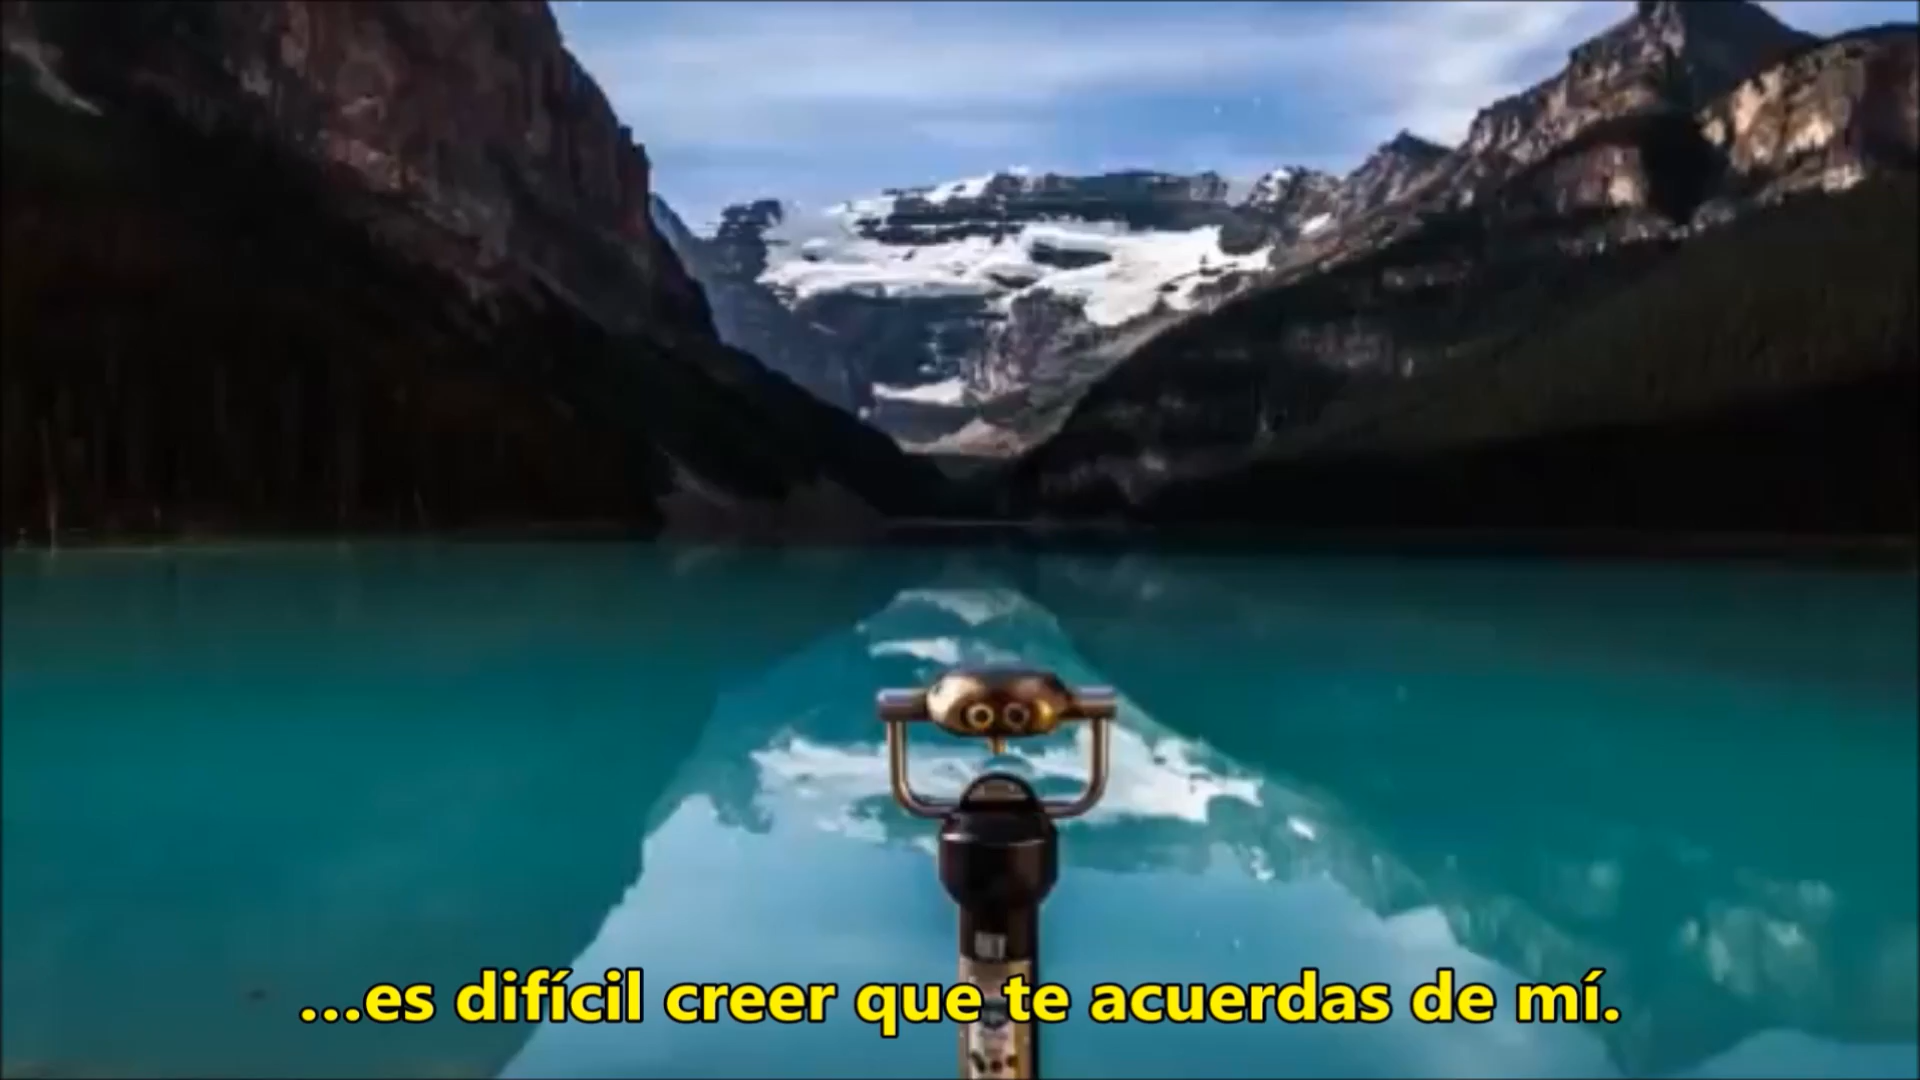 ...es difícil creer que te acuerdas de mí.